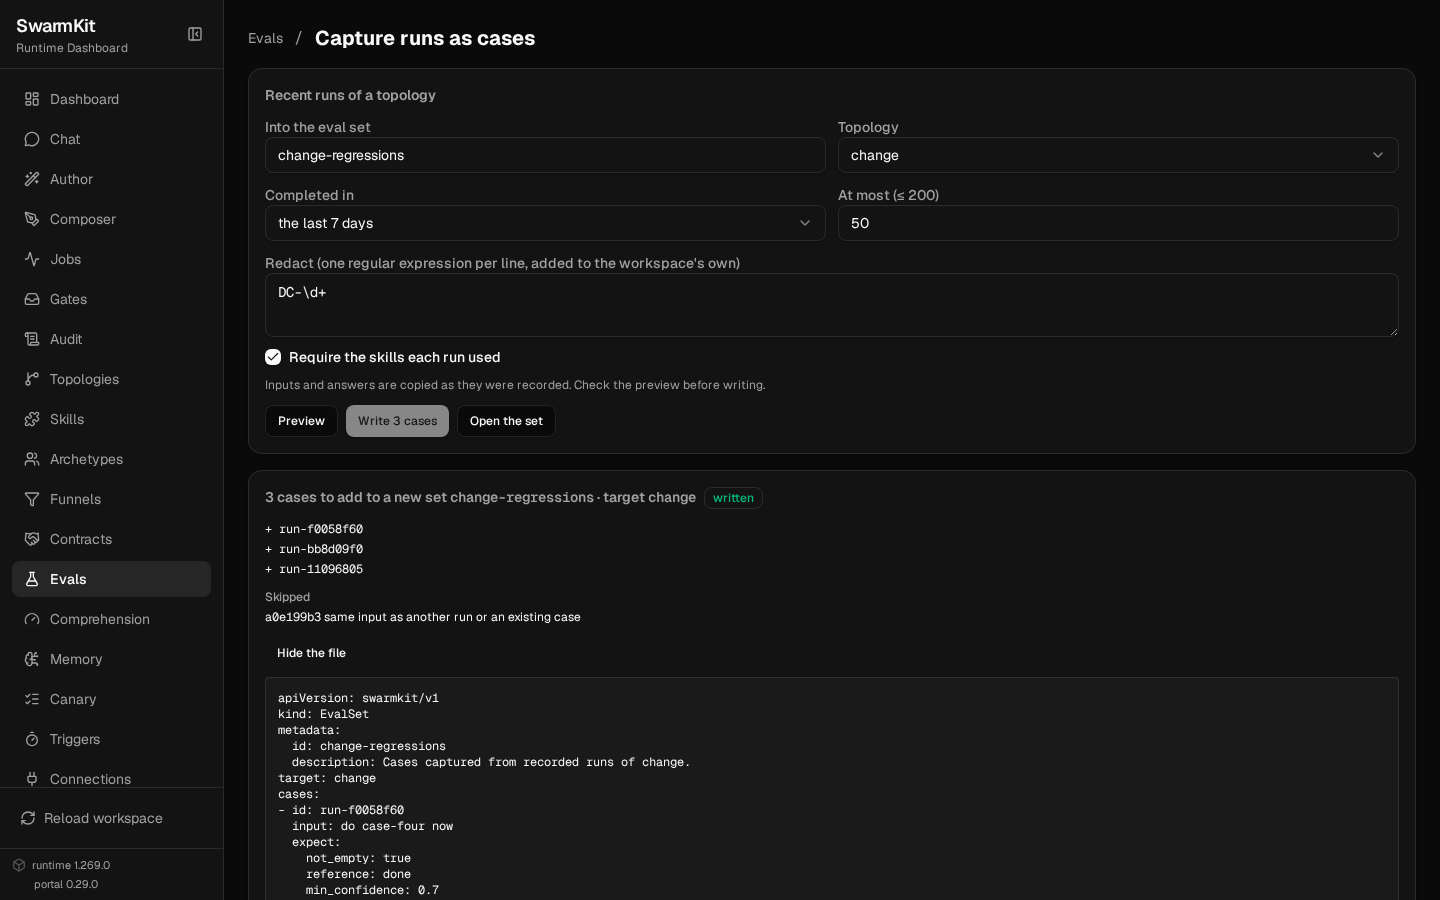 SwarmKit
Runtime Dashboard
Dashboard
Chat
Author
Composer
Jobs
Gates
Audit
Topologies
Skills
Archetypes
Funnels
Contracts
Evals
Comprehension
Memory
Canary
Triggers
Connections
Reload workspace
runtime 1.269.0
portal 0.29.0
Evals / Capture runs as cases
Recent runs of a topology
Into the eval set
change-regressions
Topology
change
Completed in
the last 7 days
At most (≤ 200)
50
Redact (one regular expression per line, added to the workspace's own)
DC-\d+
Require the skills each run used
Inputs and answers are copied as they were recorded. Check the preview before writing.
Preview
Write 3 cases
Open the set
3 cases to add to a new set change-regressions · target change written
+ run-f0058f60
+ run-bb8d09f0
+ run-11096805
Skipped
a0e199b3 same input as another run or an existing case
Hide the file
apiVersion: swarmkit/v1
kind: EvalSet
metadata:
  id: change-regressions
  description: Cases captured from recorded runs of change.
target: change
cases:
- id: run-f0058f60
  input: do case-four now
  expect:
    not_empty: true
    reference: done
    min_confidence: 0.7